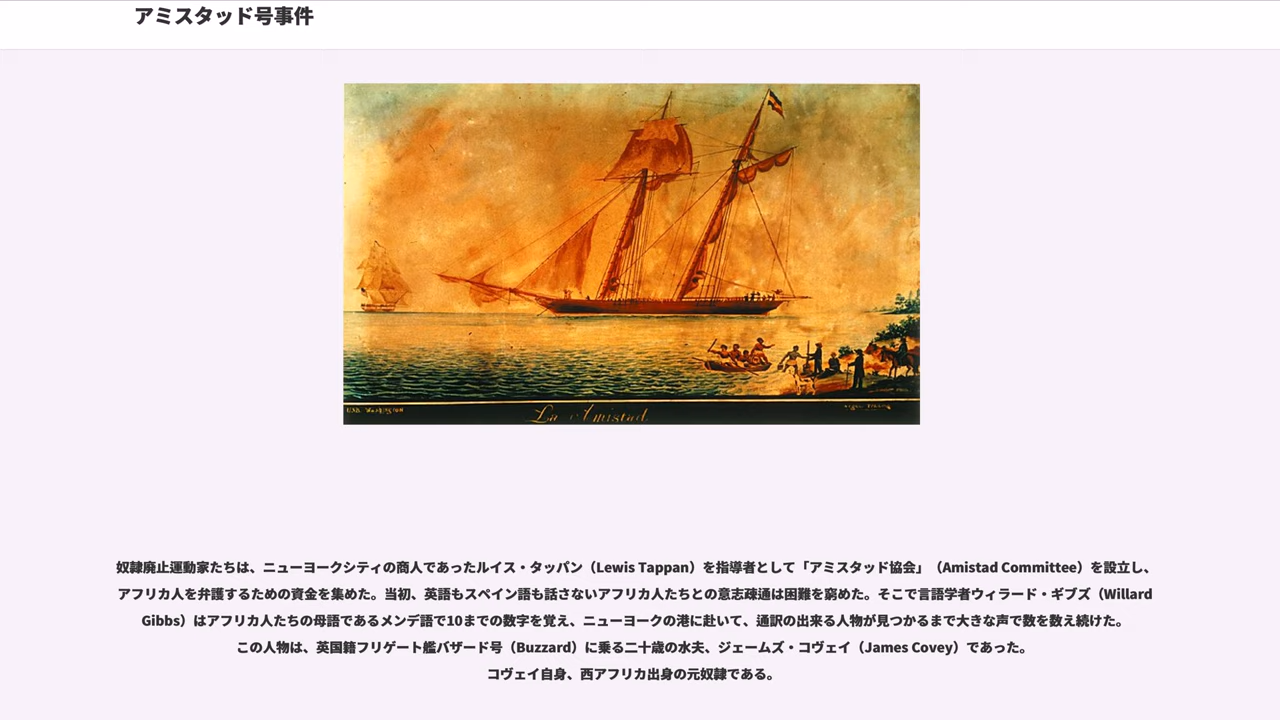 アミスタッド号事件
USB Washington
La Amistad
奴隷廃止運動家たちは、ニューヨークシティの商人であったルイス・タッパン（Lewis Tappan）を指導者として「アミスタッド協会」（Amistad Committee）を設立し、
アフリカ人を弁護するための資金を集めた。当初、英語もスペイン語も話さないアフリカ人たちとの意志疎通は困難を窮めた。そこで言語学者ウィラード・ギブズ（Willard
Gibbs）はアフリカ人たちの母語であるメンデ語で10までの数字を覚え、ニューヨークの港に赴いて、通訳の出来る人物が見つかるまで大きな声で数を数え続けた。
この人物は、英国籍フリゲート艦バザード号（Buzzard）に乗る二十歳の水夫、ジェームズ・コヴェイ（James Covey）であった。
コヴェイ自身、西アフリカ出身の元奴隷である。